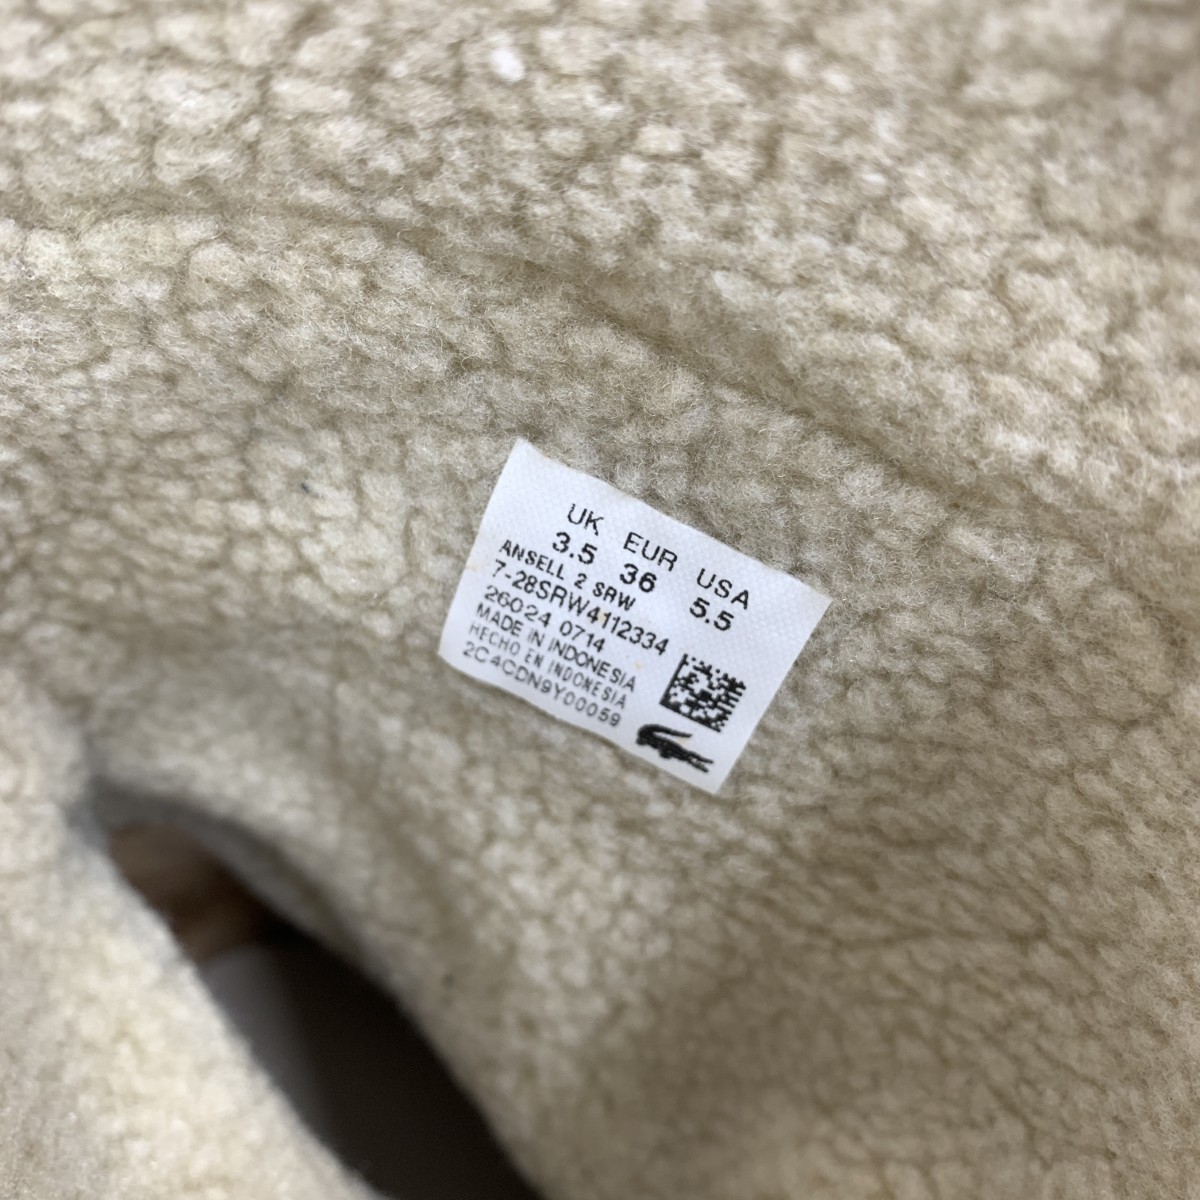 UK EUR USA
3.5 36 5.5
ANSELL 2 SRW
7-28SRW4112334
26024 0714
MADE IN INDONESIA
HECHO EN INDONESIA
2C4CDN9Y00059